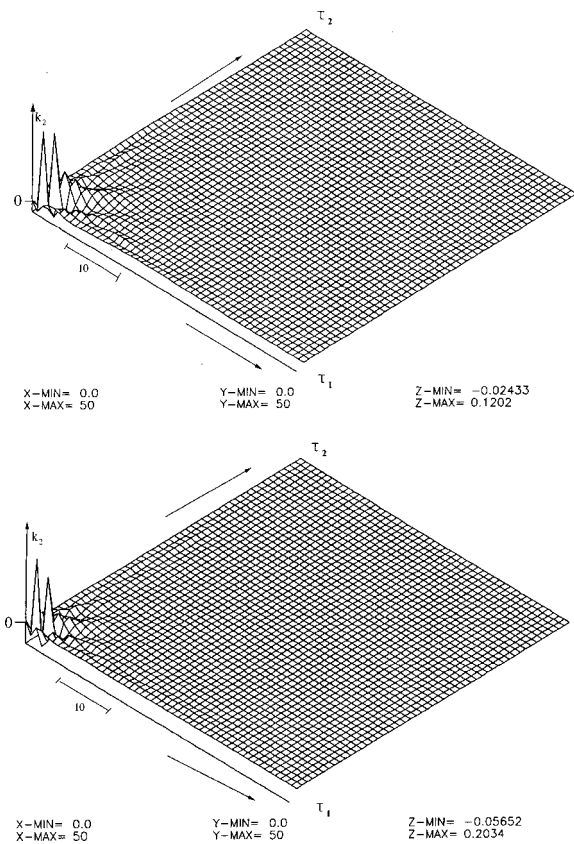 τ2
k2
0
10
τ1
X-MIN= 0.0 Y-MIN= 0.0 Z-MIN= -0.02433
X-MAX= 50 Y-MAX= 50 Z-MAX= 0.1202
τ2
k2
0
10
τ1
X-MIN= 0.0 Y-MIN= 0.0 Z-MIN= -0.05652
X-MAX= 50 Y-MAX= 50 Z-MAX= 0.2034